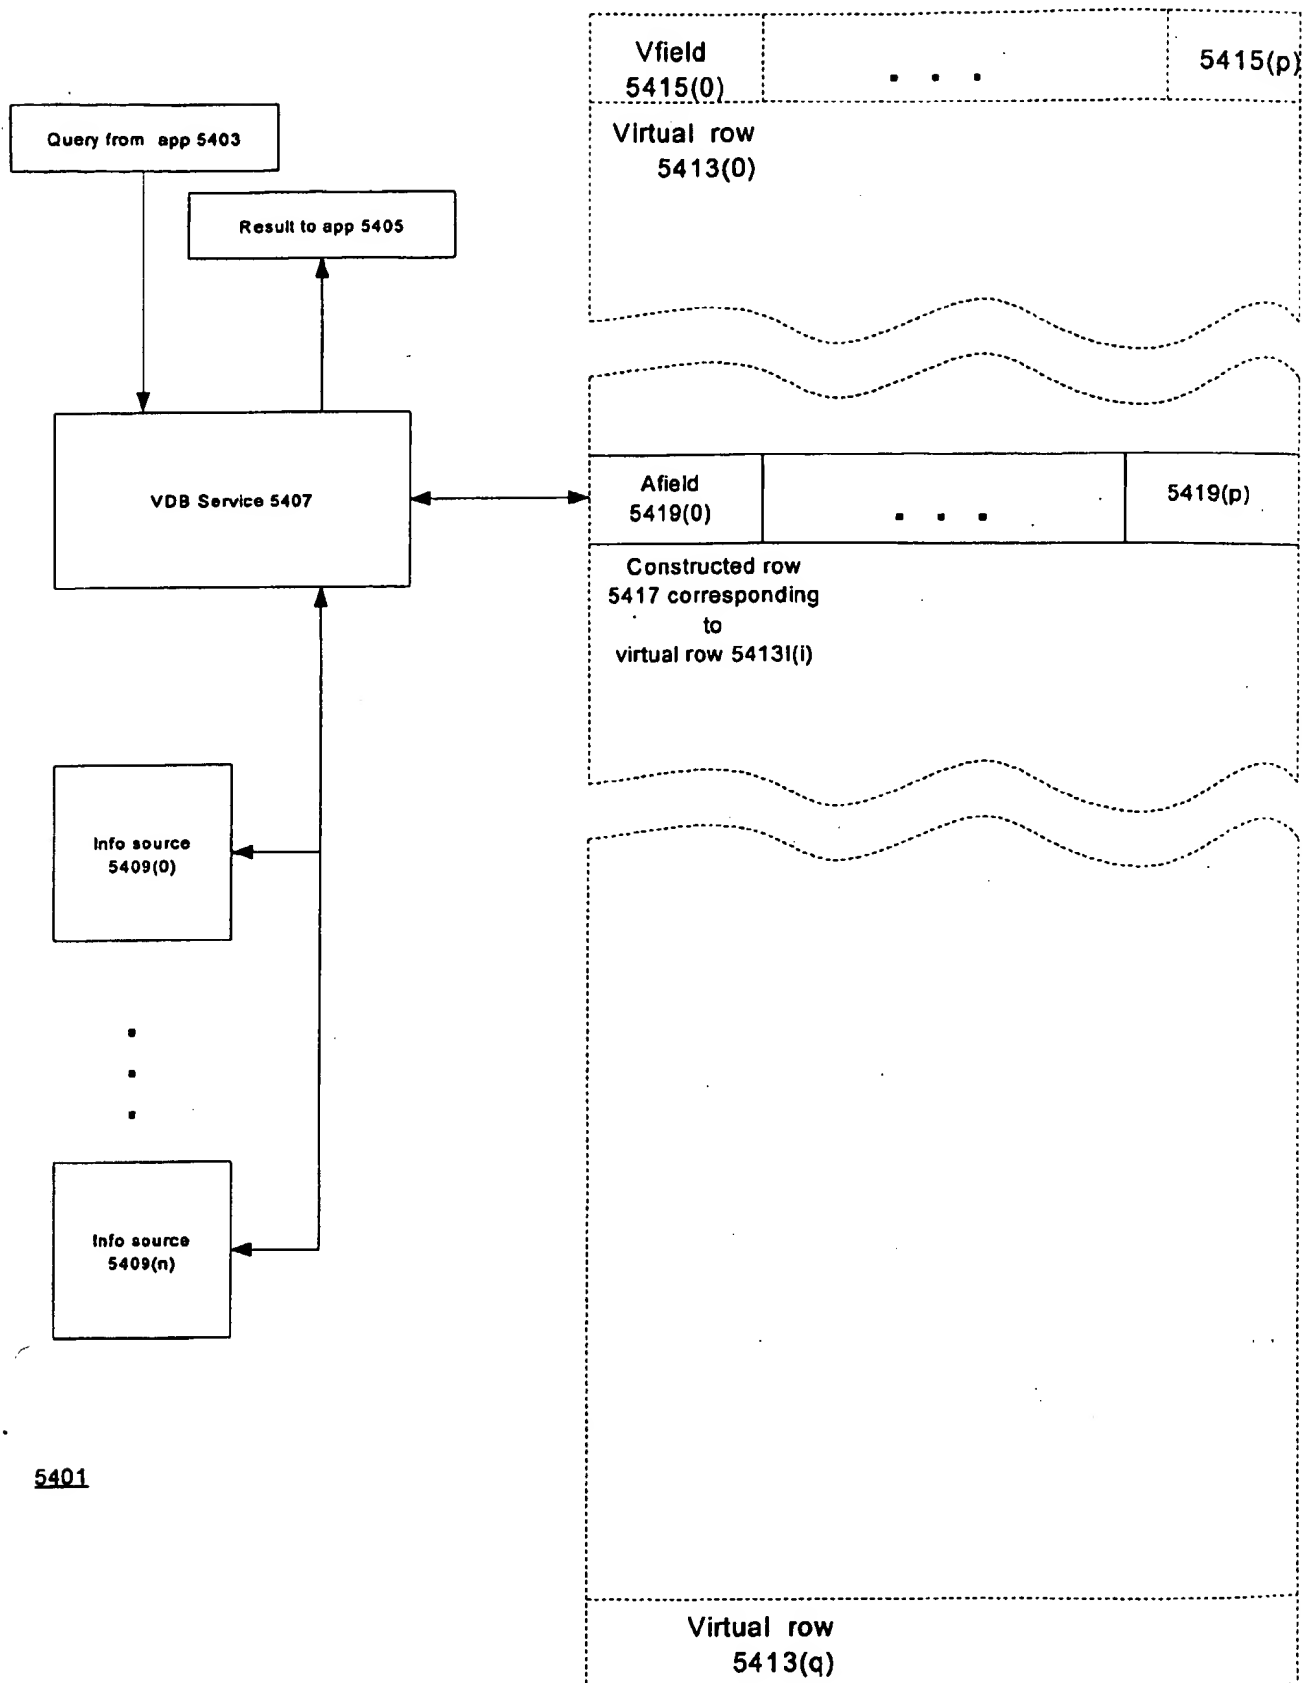 Vfield
5415(0)
5415(p)
Virtual row
5413(0)
Query from app 5403
Result to app 5405
VDB Service 5407
Afield
5419(0)
5419(p)
Constructed row
5417 corresponding
to
virtual row 5413I(i)
Info source
5409(0)
Info source
5409(n)
5401
Virtual row
5413(q)